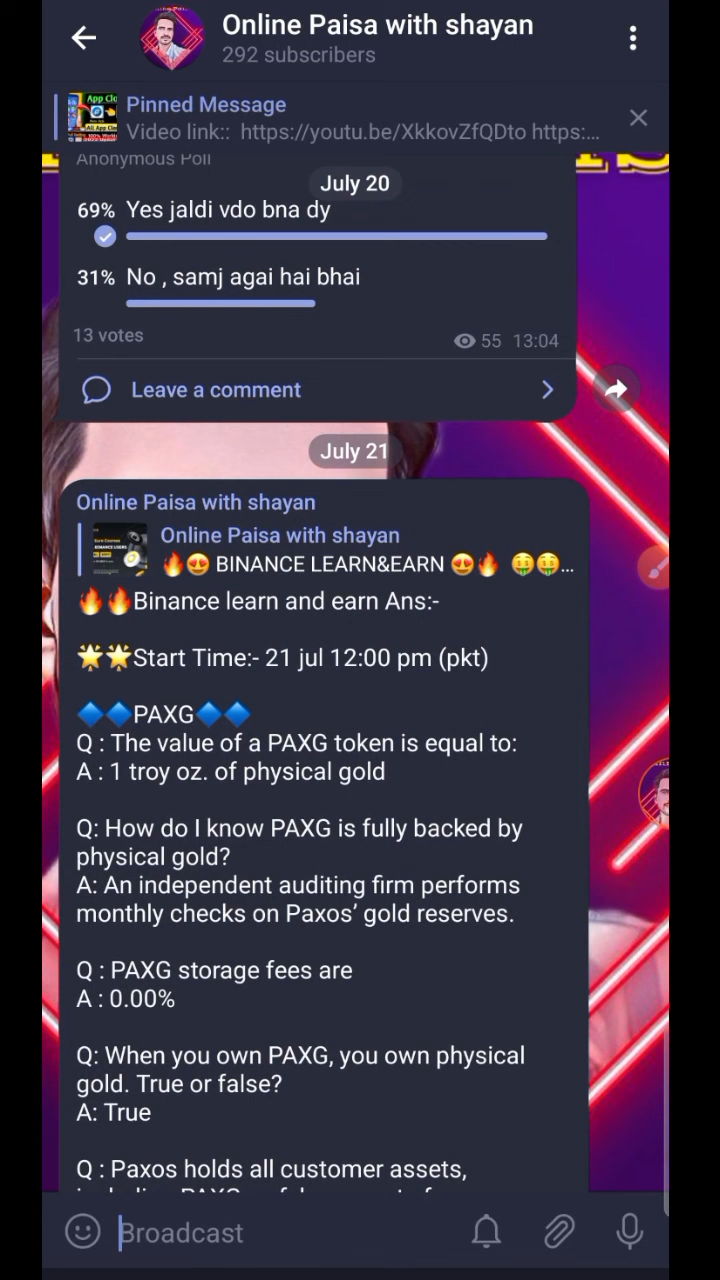 Online Paisa with shayan
292 subscribers
Pinned Message
Video link:: https://youtu.be/XkkovZfQDto https:...
Anonymous Poll
July 20
69% Yes jaldi vdo bna dy
31% No , samj agai hai bhai
13 votes
55 13:04
Leave a comment
July 21
Online Paisa with shayan
Online Paisa with shayan
🔥😍 BINANCE LEARN&EARN 😍🔥 🤑🤑...
🔥🔥Binance learn and earn Ans:-
🌟🌟Start Time:- 21 jul 12:00 pm (pkt)
🔷🔷PAXG🔷🔷
Q : The value of a PAXG token is equal to:
A : 1 troy oz. of physical gold
Q: How do I know PAXG is fully backed by
physical gold?
A: An independent auditing firm performs
monthly checks on Paxos’ gold reserves.
Q : PAXG storage fees are
A : 0.00%
Q: When you own PAXG, you own physical
gold. True or false?
A: True
Q : Paxos holds all customer assets,
Broadcast